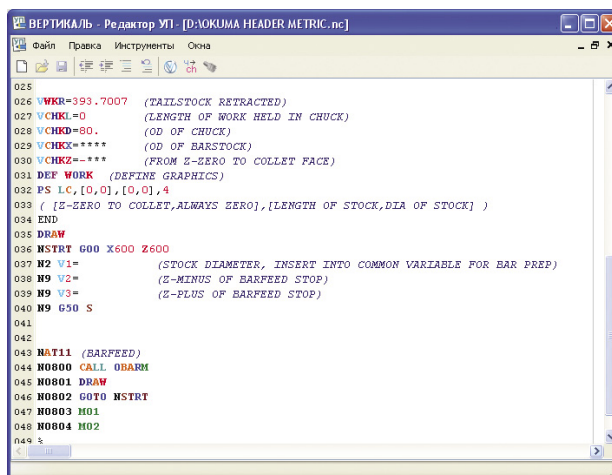 ВЕРТИКАЛЬ - Редактор УП - [D:\OKUMA HEADER METRIC.nc]
Файл Правка Инструменты Окна
025
026 VWKR=393.7007 (TAILSTOCK RETRACTED)
027 VCHKL=0 (LENGTH OF WORK HELD IN CHUCK)
028 VCHKD=80. (OD OF CHUCK)
029 VCHKX=**** (OD OF BARSTOCK)
030 VCHKZ=-*** (FROM Z-ZERO TO COLLET FACE)
031 DEF WORK (DEFINE GRAPHICS)
032 PS LC,[0,0],[0,0],4
033 ( [Z-ZERO TO COLLET,ALWAYS ZERO],[LENGTH OF STOCK,DIA OF STOCK] )
034 END
035 DRAW
036 NSTRT G00 X600 Z600
037 N2 V1= (STOCK DIAMETER, INSERT INTO COMMON VARIABLE FOR BAR PREP)
038 N9 V2= (Z-MINUS OF BARFEED STOP)
039 N9 V3= (Z-PLUS OF BARFEED STOP)
040 N9 G50 S
041
042
043 NAT11 (BARFEED)
044 N0800 CALL OBARM
045 N0801 DRAW
046 N0802 GOTO NSTRT
047 N0803 M01
048 N0804 M02
049 %